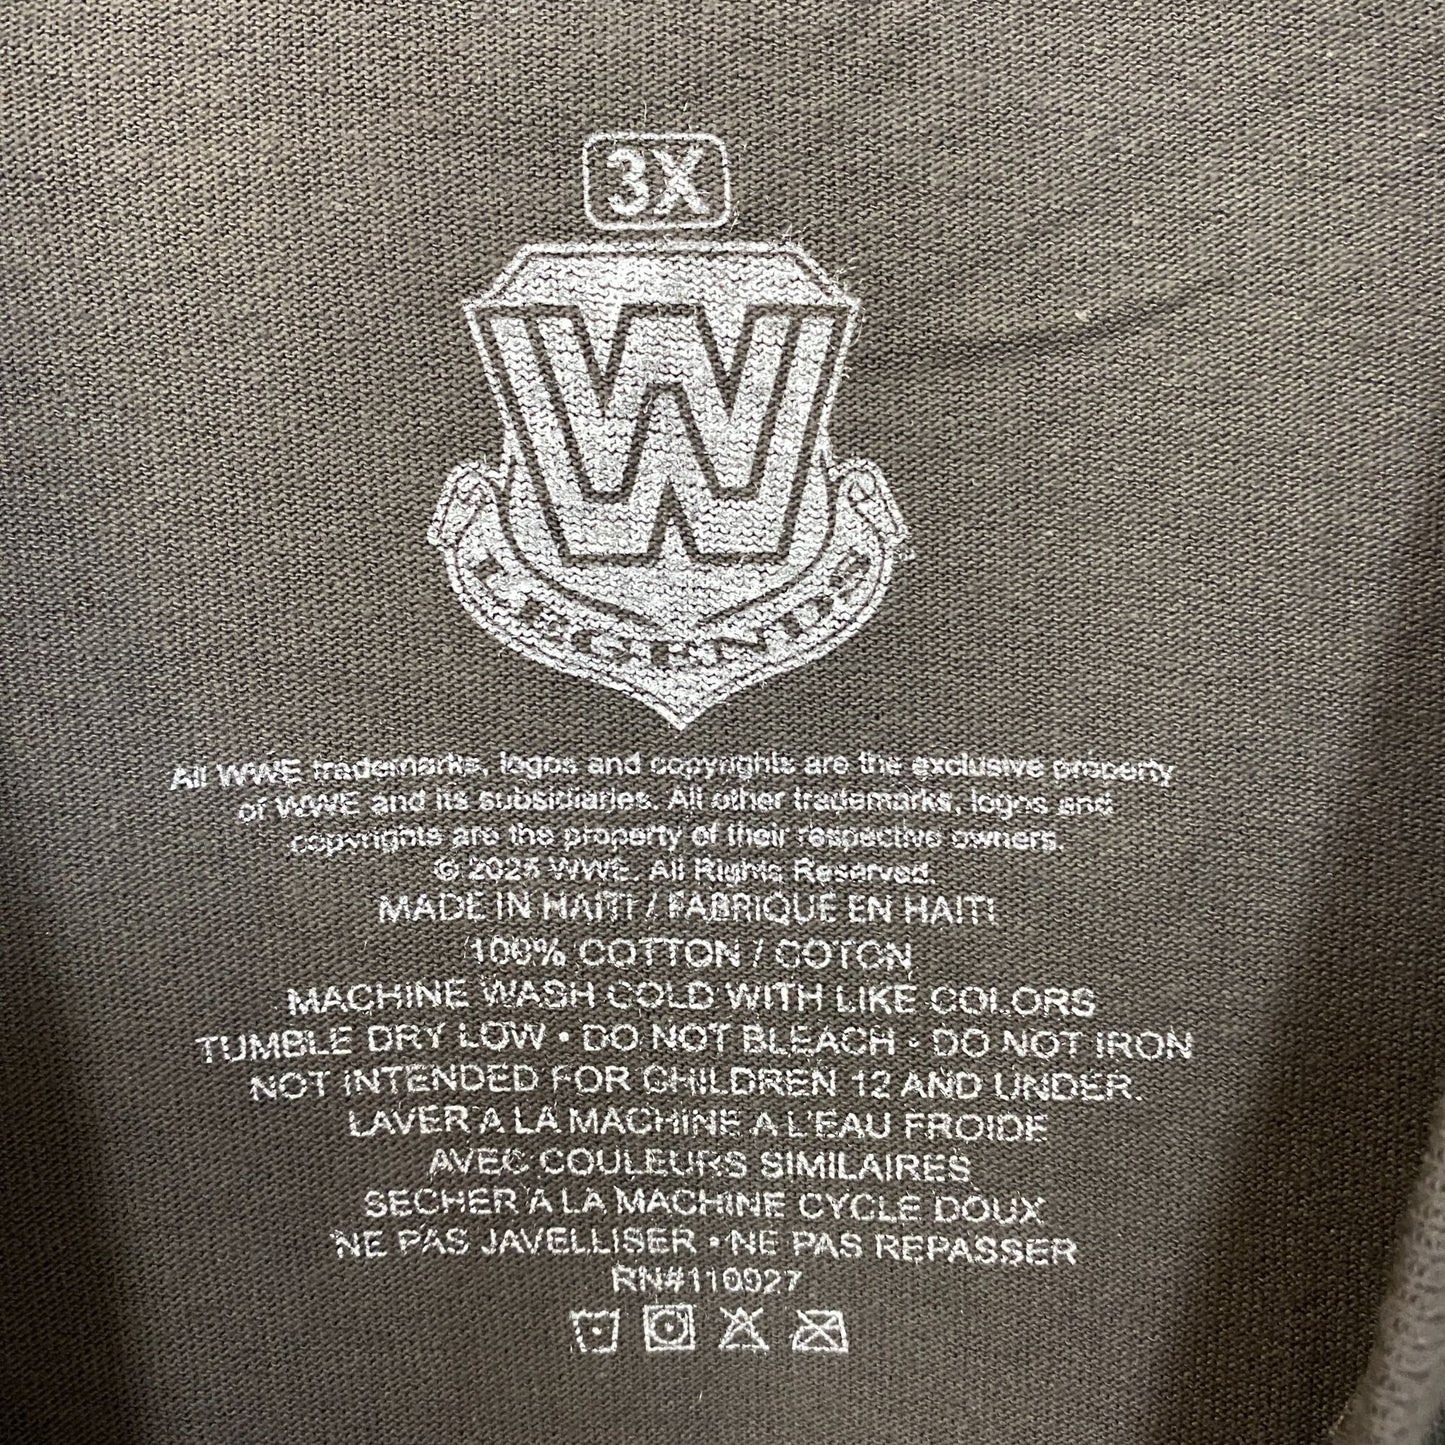 3X
W
LEGENDS
All WWE trademarks, logos and copyrights are the exclusive property
of WWE and its subsidiaries. All other trademarks, logos and
copyrights are the property of their respective owners.
© WWE. All Rights Reserved.
MADE IN HAITI / FABRIQUE EN HAITI
100% COTTON / COTON
MACHINE WASH COLD WITH LIKE COLORS
TUMBLE DRY LOW • DO NOT BLEACH • DO NOT IRON
NOT INTENDED FOR CHILDREN 12 AND UNDER.
LAVER A LA MACHINE A L'EAU FROIDE
AVEC COULEURS SIMILAIRES
SECHER A LA MACHINE CYCLE DOUX
NE PAS JAVELLISER • NE PAS REPASSER
RN#110927